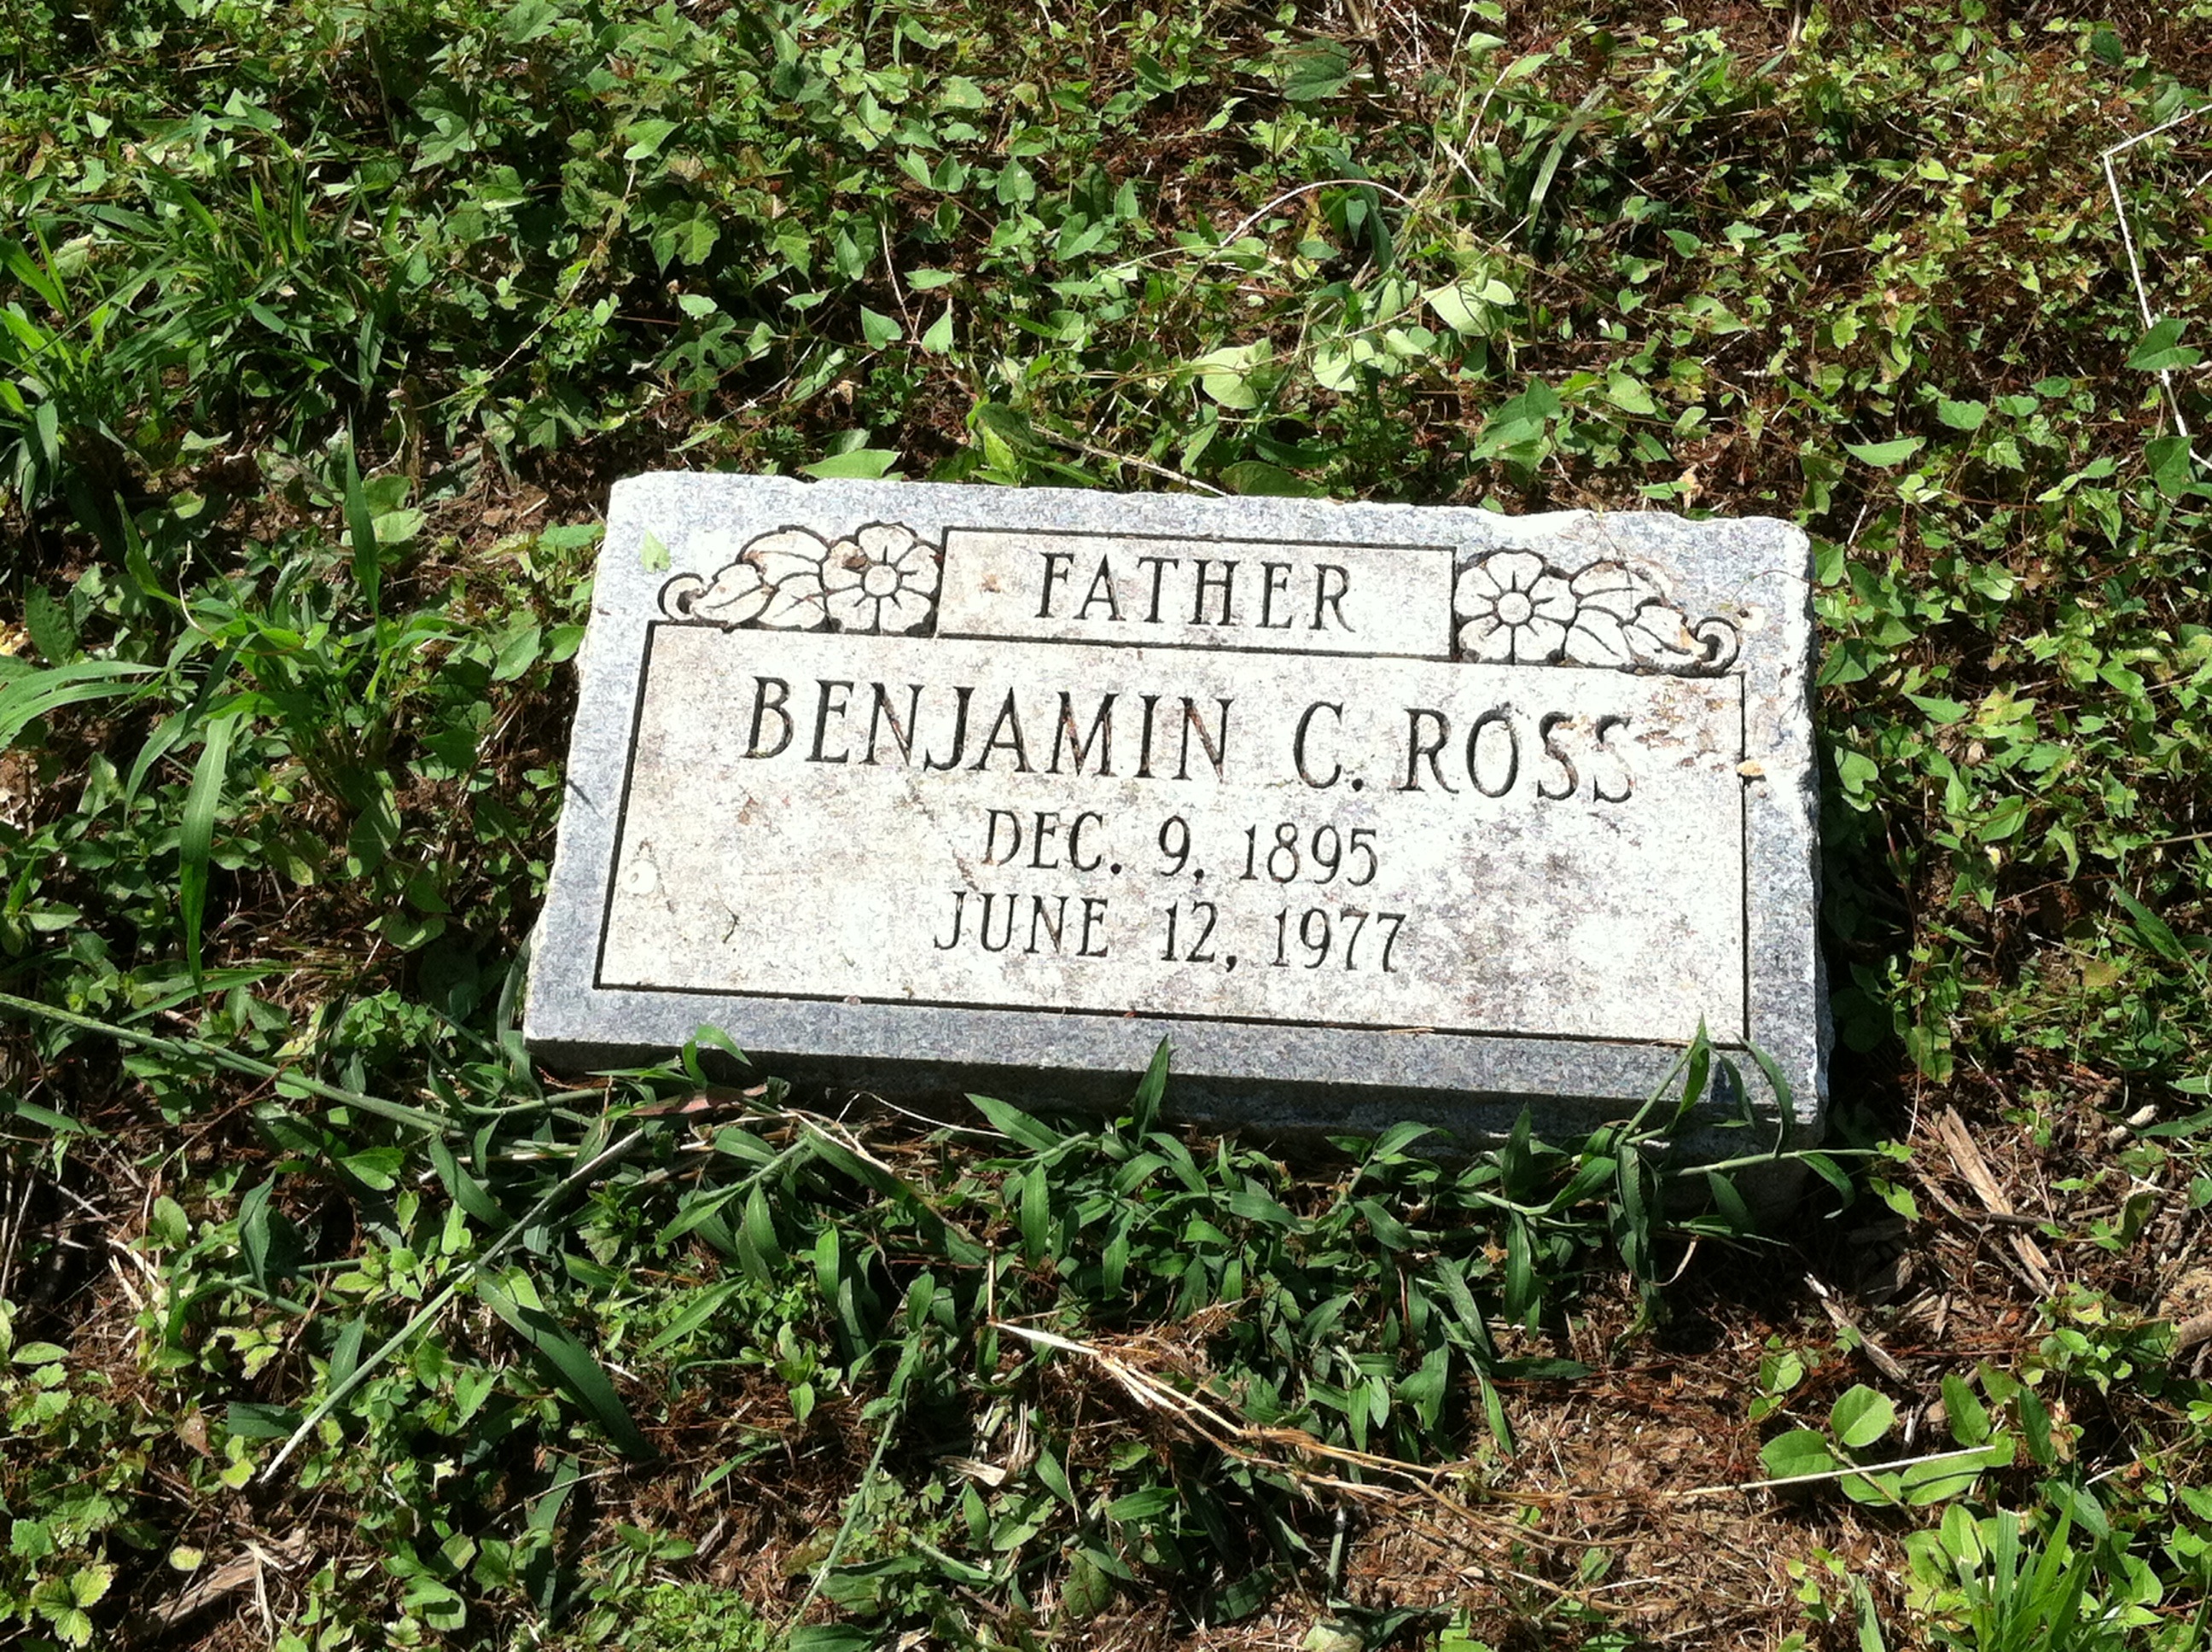 FATHER
BENJAMIN C. ROSS
DEC. 9, 1895
JUNE 12, 1977